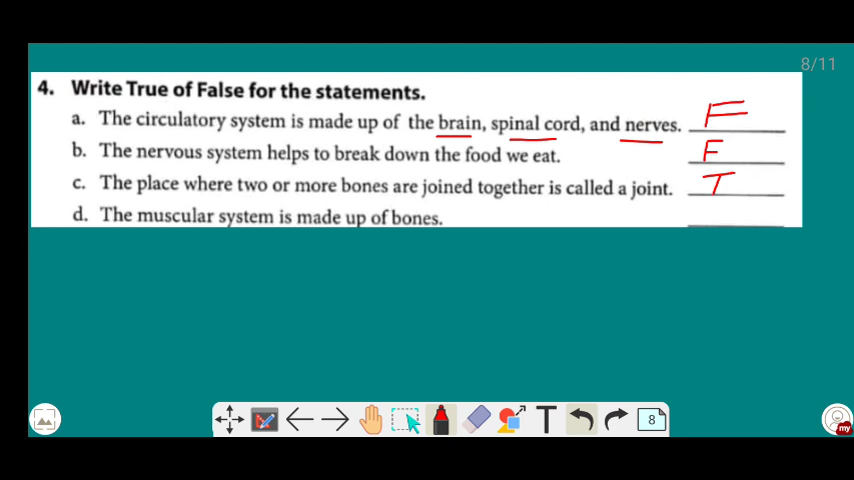 8/11
4. Write True of False for the statements.
a. The circulatory system is made up of the brain, spinal cord, and nerves. F
b. The nervous system helps to break down the food we eat. F
c. The place where two or more bones are joined together is called a joint. T
d. The muscular system is made up of bones.
T 8
my